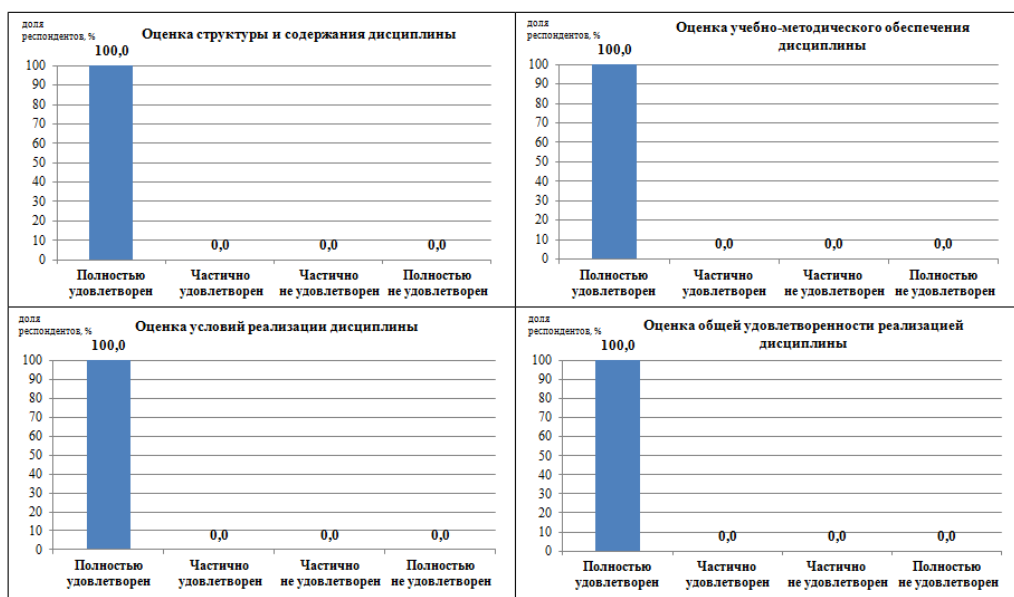 доля
респондентов, %
Оценка структуры и содержания дисциплины
100,0
100
90
80
70
60
50
40
30
20
10
0
0,0 0,0 0,0
Полностью удовлетворен
Частично удовлетворен
Частично не удовлетворен
Полностью не удовлетворен
доля
респондентов, %
Оценка учебно-методического обеспечения
дисциплины
100,0
100
90
80
70
60
50
40
30
20
10
0
0,0 0,0 0,0
Полностью удовлетворен
Частично удовлетворен
Частично не удовлетворен
Полностью не удовлетворен
доля
респондентов, %
Оценка условий реализации дисциплины
100,0
100
90
80
70
60
50
40
30
20
10
0
0,0 0,0 0,0
Полностью удовлетворен
Частично удовлетворен
Частично не удовлетворен
Полностью не удовлетворен
доля
респондентов, %
Оценка общей удовлетворенности реализацией
дисциплины
100,0
100
90
80
70
60
50
40
30
20
10
0
0,0 0,0 0,0
Полностью удовлетворен
Частично удовлетворен
Частично не удовлетворен
Полностью не удовлетворен